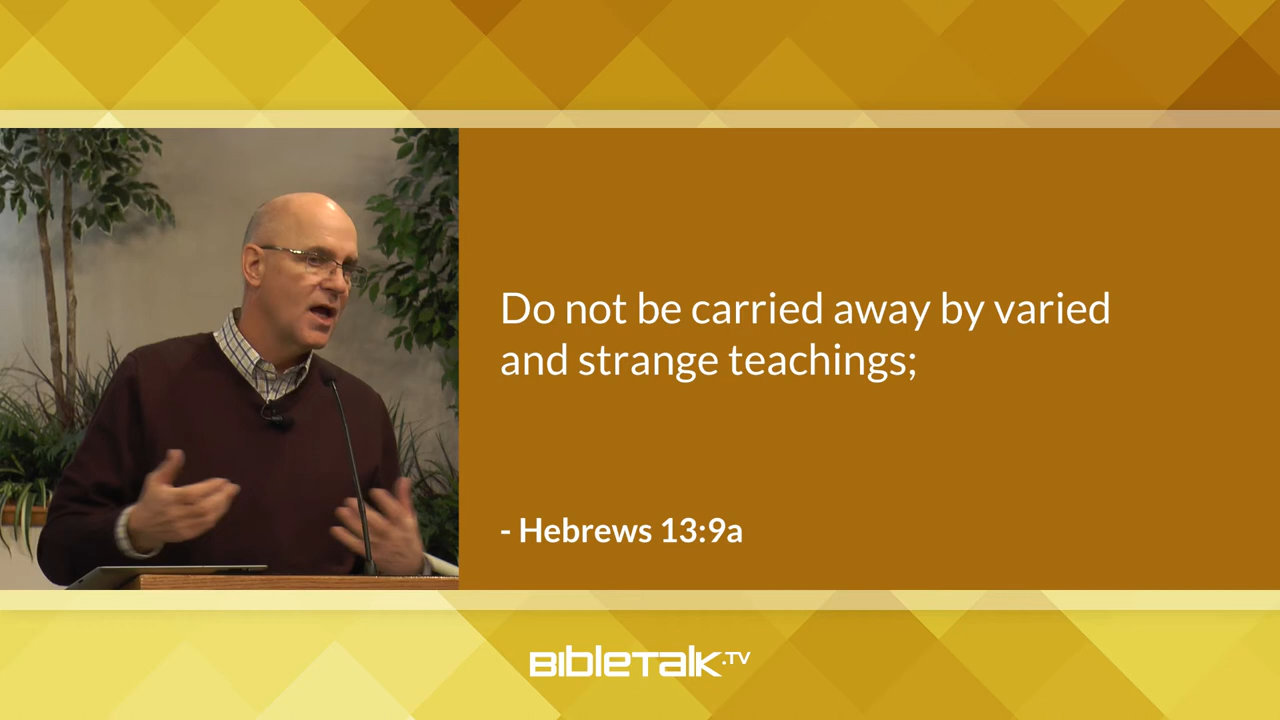 Do not be carried away by varied
and strange teachings;
- Hebrews 13:9a
BIBLETALK.TV